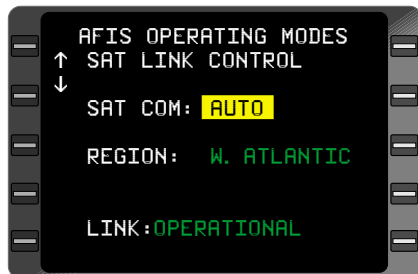 AFIS OPERATING MODES
↑ SAT LINK CONTROL
↓
SAT COM: AUTO
REGION: W. ATLANTIC
LINK:OPERATIONAL